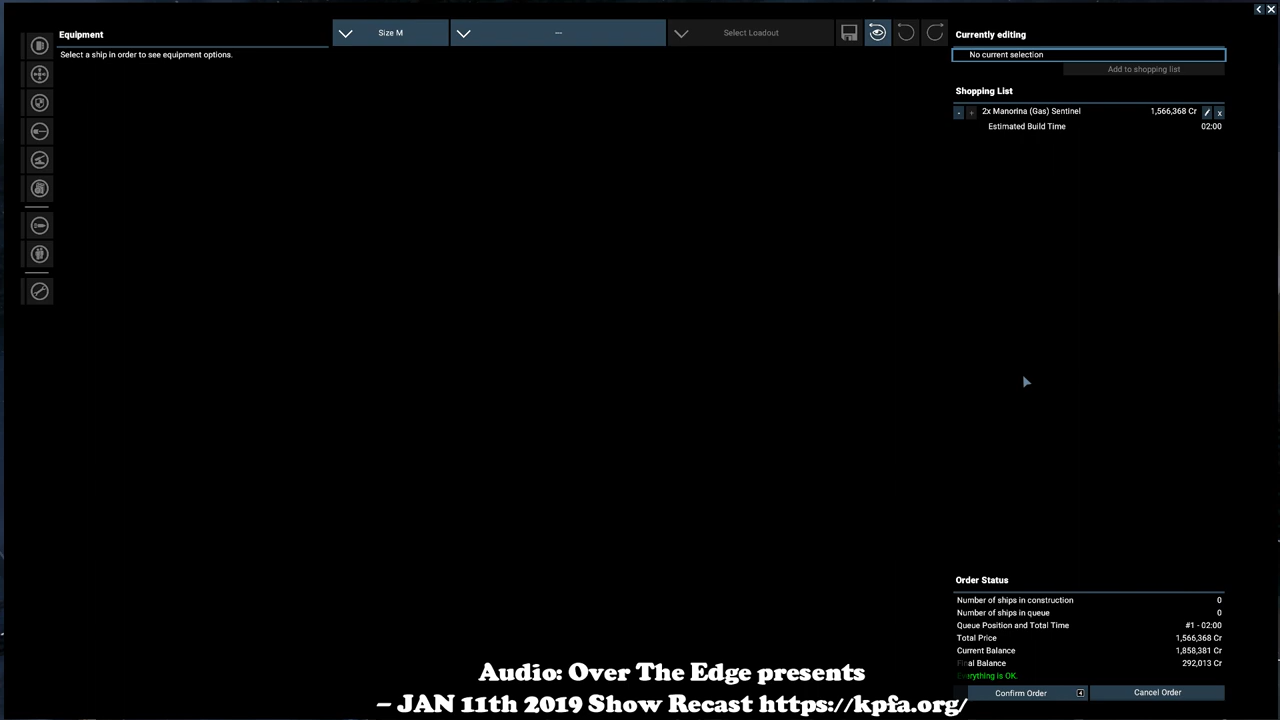 Equipment
Select a ship in order to see equipment options.
Size M
---
Select Loadout
Currently editing
No current selection
Add to shopping list
Shopping List
- + 2x Manorina (Gas) Sentinel 1,566,368 Cr x
Estimated Build Time 02:00
Order Status
Number of ships in construction 0
Number of ships in queue 0
Queue Position and Total Time #1 - 02:00
Total Price 1,566,368 Cr
Current Balance 1,858,381 Cr
Final Balance 292,013 Cr
Everything is OK.
Confirm Order
Cancel Order
Audio: Over The Edge presents
– JAN 11th 2019 Show Recast https://kpfa.org/